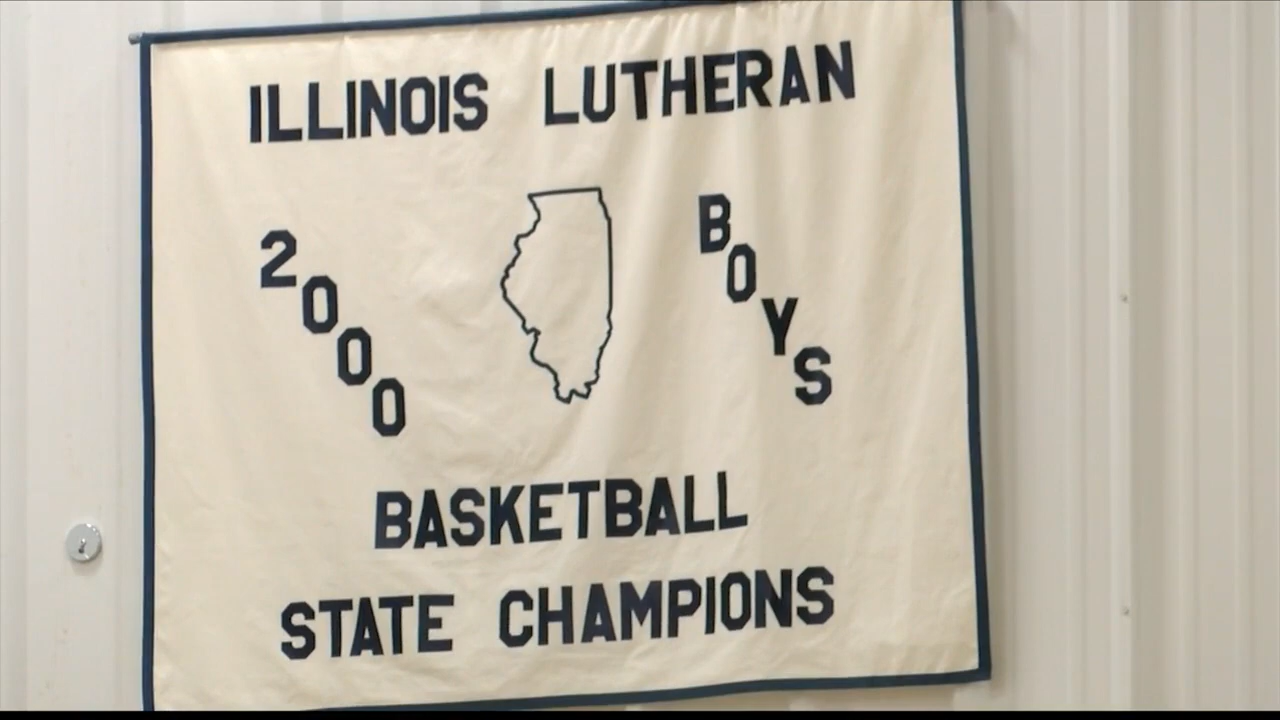 ILLINOIS LUTHERAN
2000
BOYS
BASKETBALL
STATE CHAMPIONS